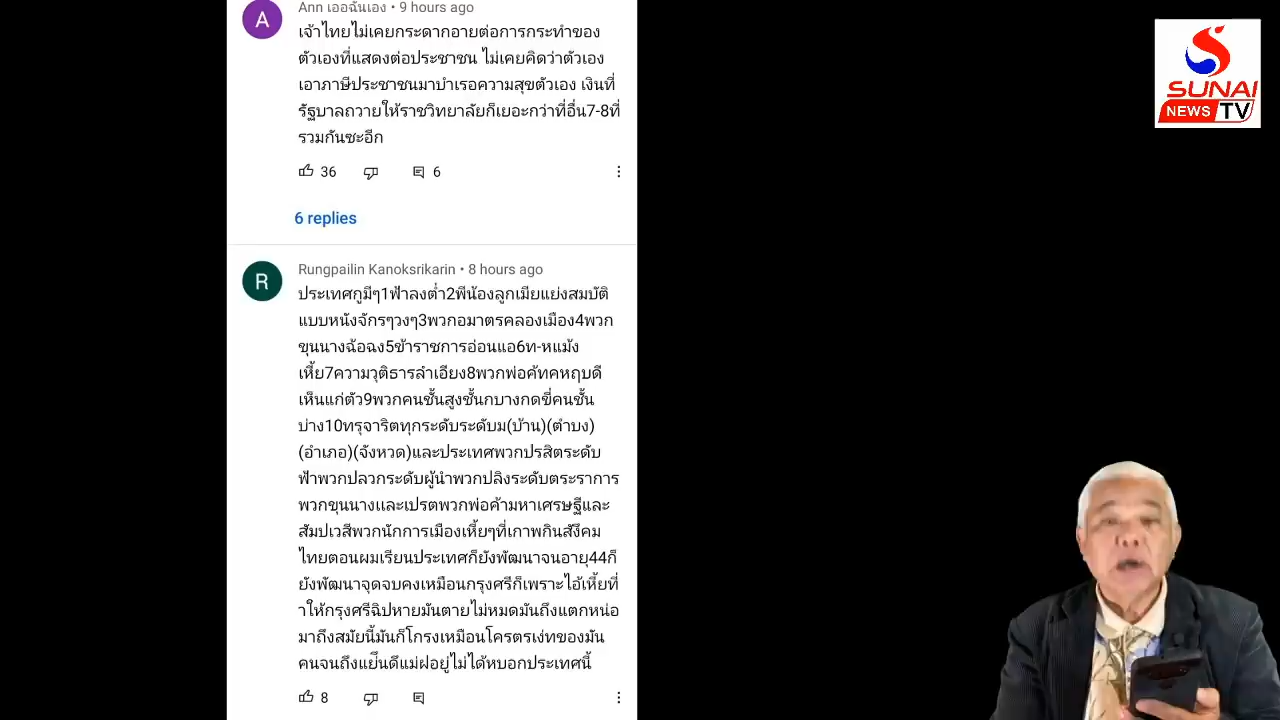 Ann เออฉันเอง • 9 hours ago
เจ้าไทยไม่เคยกระดากอายต่อการกระทำของ
ตัวเองที่แสดงต่อประชาชน ไม่เคยคิดว่าตัวเอง
เอาภาษีประชาชนมาบำเรอความสุขตัวเอง เงินที่
รัฐบาลถวายให้ราชวิทยาลัยก็เยอะกว่าที่อื่น7-8ที่
รวมกันซะอีก
36
6
6 replies
Rungpailin Kanoksrikarin • 8 hours ago
ประเทศกูมีๆ1ฟ้าลงต่ำ2พีน้องลูกเมียแย่งสมบัติ
แบบหนังจักรๆวงๆ3พวกอมาตรคลองเมือง4พวก
ขุนนางฉ้อฉง5ข้าราชการอ่อนแอ6ท-หแม้ง
เหี้ย7ความวุติธารลำเอียง8พวกพ่อคัทคหฤบดี
เห็นแก่ตัว9พวกคนชั้นสูงชั้นกบางกดขี่คนชั้น
บ่าง10ทรุจาริตทุกระดับระดับม(บ้าน)(ตำบง)
(อำเภอ)(จังหวด)และประเทศพวกปรสิตระดับ
ฟ้าพวกปลวกระดับผู้นำพวกปลิงระดับตระราการ
พวกขุนนางและเปรตพวกพ่อค้ามหาเศรษฐีและ
สัมปเวสีพวกนักการเมืองเหี้ยๆที่เกาพกินสังึคม
ไทยตอนผมเรียนประเทศก็ยังพัฒนาจนอายุ44ก็
ยังพัฒนาจุดจบคงเหมือนกรุงศรีก็เพราะไอ้เหี้ยที่
าให้กรุงศรีฉิปหายมันตายไม่หมดมันถึงแตกหน่อ
มาถึงสมัยนี้มันก็โกรงเหมือนโครตรเง่ทของมัน
คนจนถึงแย้ืนดึแม่ฝอยู่ไม่ได้หบอกประเทศนี้
8
SUNAI
NEWS TV